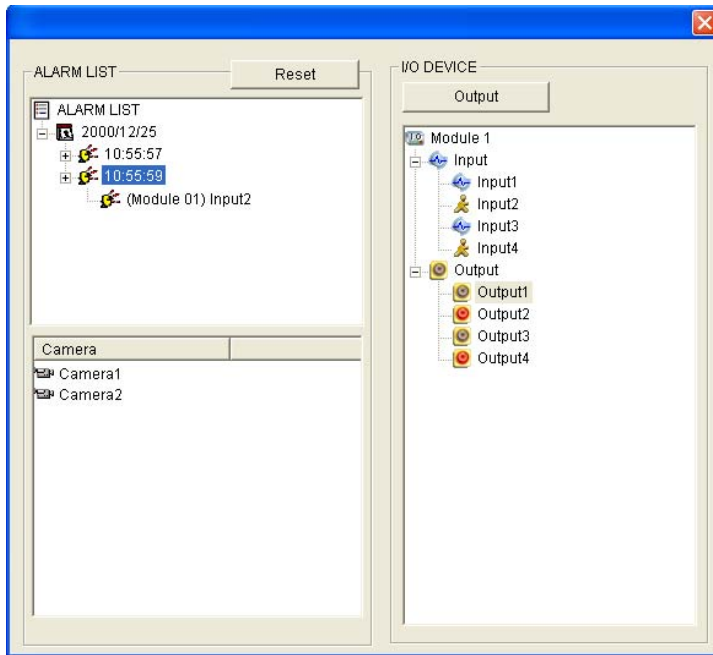 ALARM LIST
Reset
ALARM LIST
2000/12/25
10:55:57
10:55:59
(Module 01) Input2
Camera
Camera1
Camera2
I/O DEVICE
Output
Module 1
Input
Input1
Input2
Input3
Input4
Output
Output1
Output2
Output3
Output4